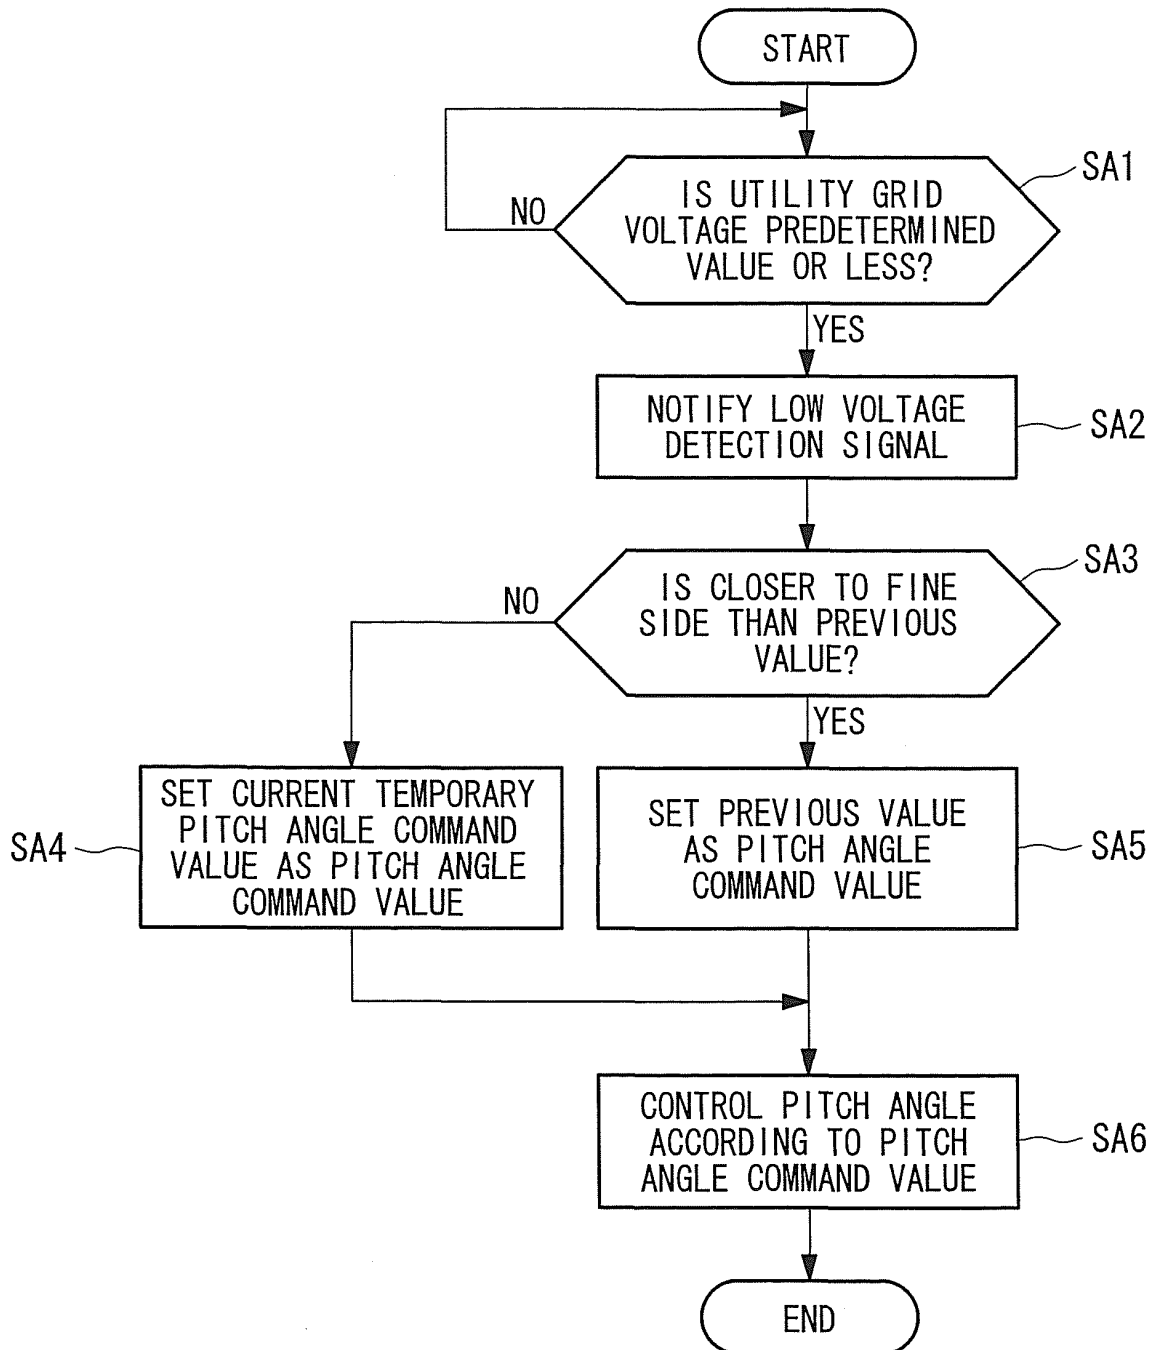 START
SA1
IS UTILITY GRID
VOLTAGE PREDETERMINED
VALUE OR LESS?
NO
YES
NOTIFY LOW VOLTAGE
DETECTION SIGNAL
SA2
SA3
IS CLOSER TO FINE
SIDE THAN PREVIOUS
VALUE?
NO
YES
SET CURRENT TEMPORARY
PITCH ANGLE COMMAND
VALUE AS PITCH ANGLE
COMMAND VALUE
SA4
SET PREVIOUS VALUE
AS PITCH ANGLE
COMMAND VALUE
SA5
CONTROL PITCH ANGLE
ACCORDING TO PITCH
ANGLE COMMAND VALUE
SA6
END